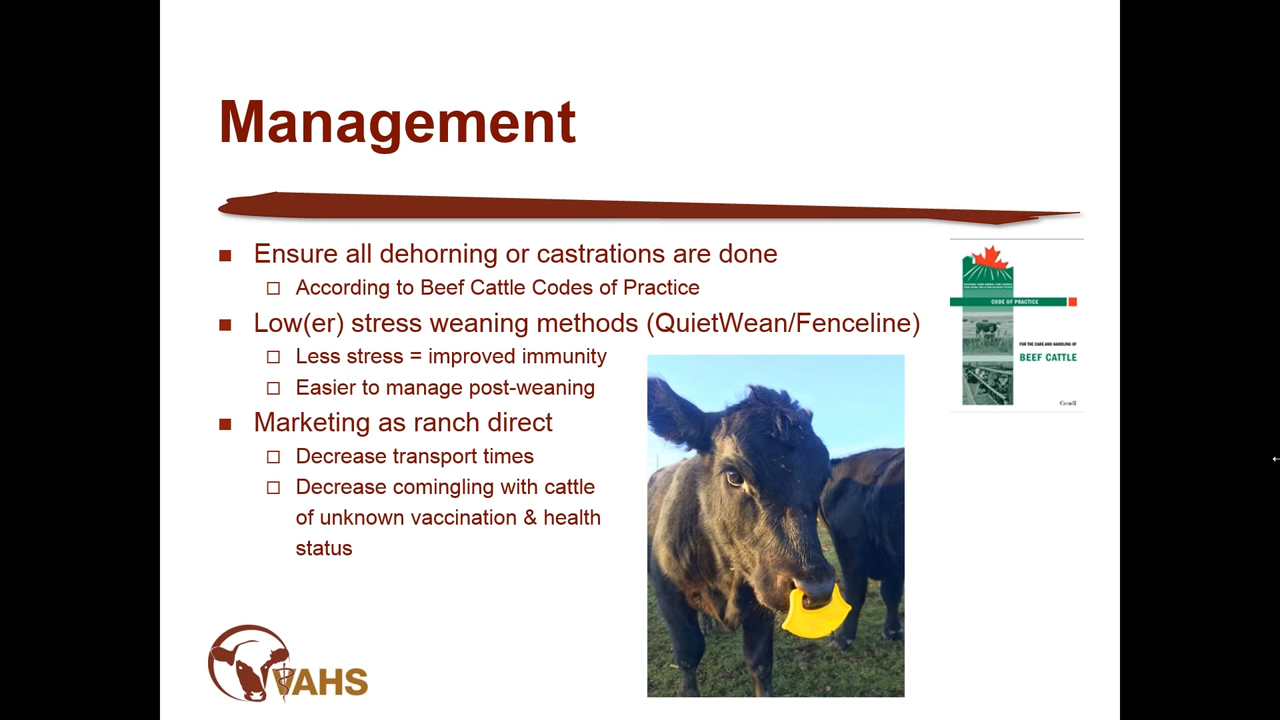 Management
Ensure all dehorning or castrations are done
According to Beef Cattle Codes of Practice
Low(er) stress weaning methods (QuietWean/Fenceline)
Less stress = improved immunity
Easier to manage post-weaning
Marketing as ranch direct
Decrease transport times
Decrease comingling with cattle
of unknown vaccination & health
status
CODE OF PRACTICE
FOR THE CARE AND HANDLING OF
BEEF CATTLE
Canada
VAHS